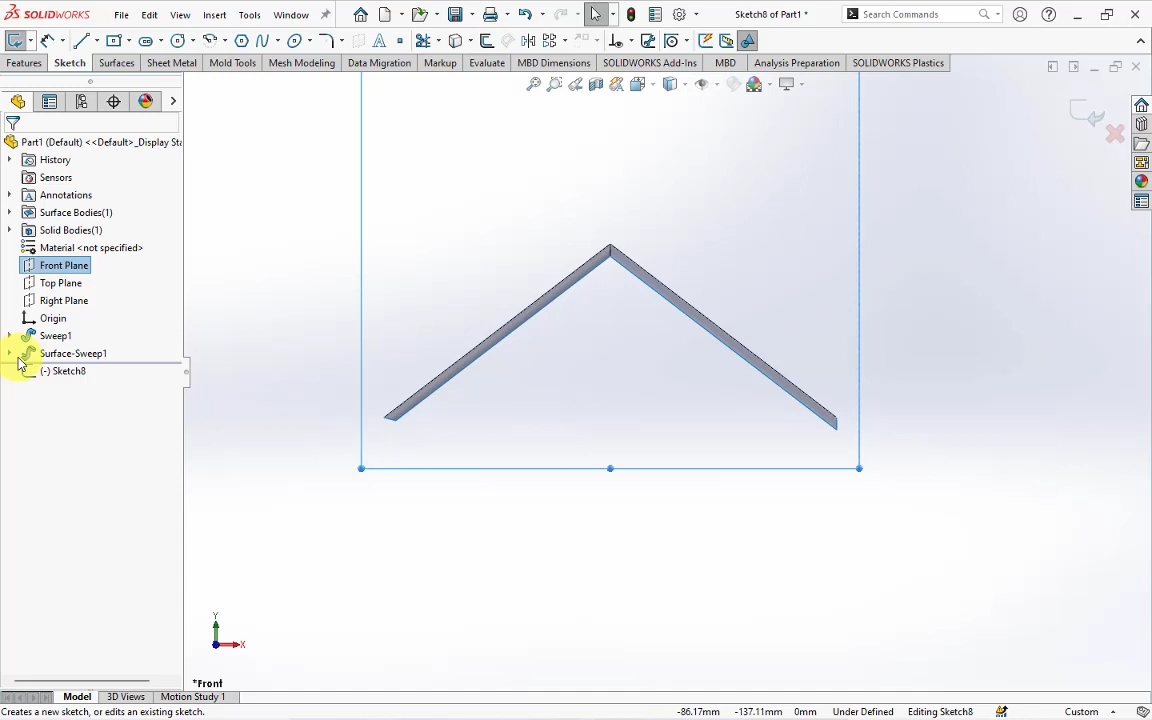 SOLIDWORKS File Edit View Insert Tools Window Sketch8 of Part1 * Search Commands
Features Sketch Surfaces Sheet Metal Mold Tools Mesh Modeling Data Migration Markup Evaluate MBD Dimensions SOLIDWORKS Add-Ins MBD Analysis Preparation SOLIDWORKS Plastics
Part1 (Default) <<Default>_Display Sta
History
Sensors
Annotations
Surface Bodies(1)
Solid Bodies(1)
Material <not specified>
Front Plane
Top Plane
Right Plane
Origin
Sweep1
Surface-Sweep1
(-) Sketch8
Y
X
*Front
Model 3D Views Motion Study 1
Creates a new sketch, or edits an existing sketch. -86.17mm -137.11mm 0mm Under Defined Editing Sketch8 Custom